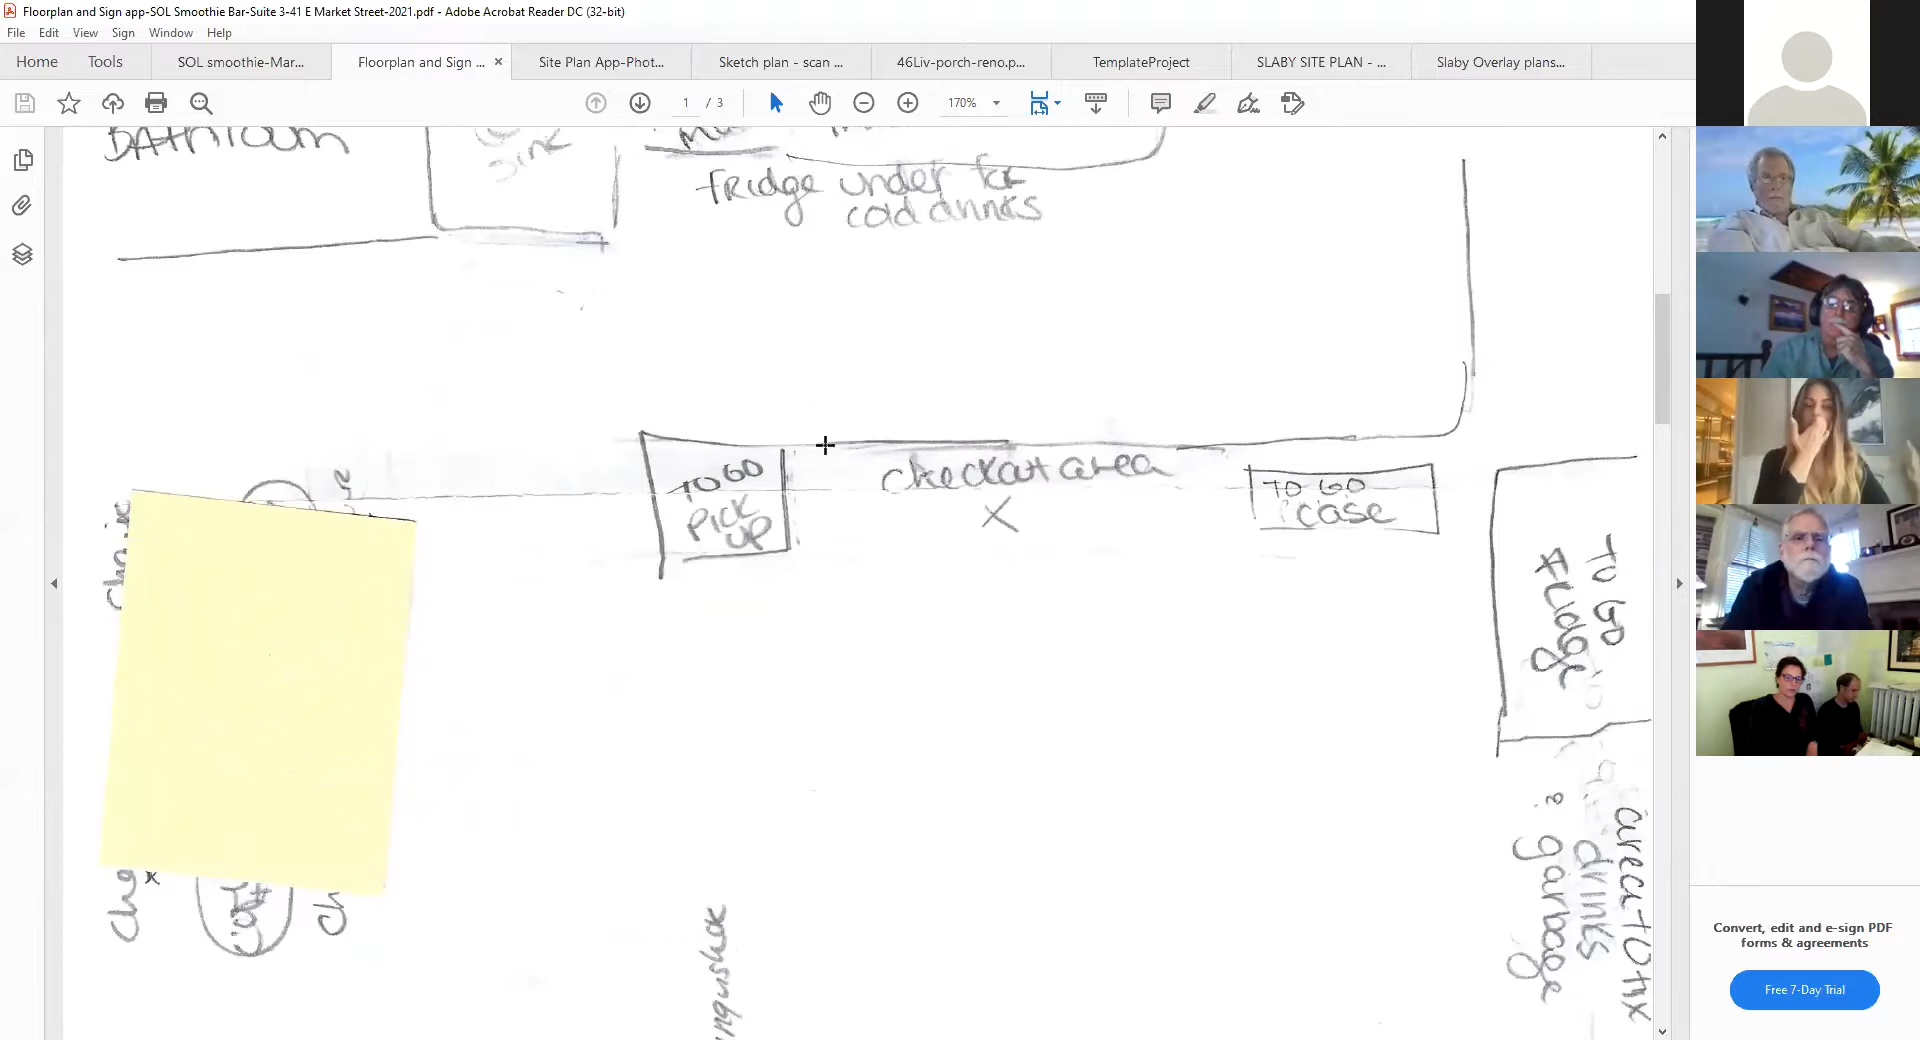 Floorplan and Sign app-SOL Smoothie Bar-Suite 3-41 E Market Street-2021.pdf - Adobe Acrobat Reader DC (32-bit)
File Edit View Sign Window Help
Home Tools SOL smoothie-Mar... Floorplan and Sign ... × Site Plan App-Phot... Sketch plan - scan ... 46Liv-porch-reno.p... TemplateProject SLABY SITE PLAN - ... Slaby Overlay plans...
1 / 3 170%
BATHroom
Sink
fRidge under for
cold drinks
TO GO
PICK
UP
checkout area
X
TO GO
case
TO GO
fRidge
area to mix
drinks
& garbage
Convert, edit and e-sign PDF
forms & agreements
Free 7-Day Trial